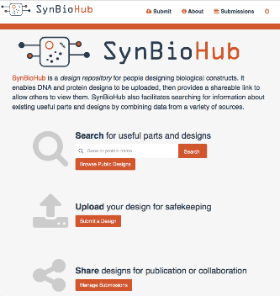 SynBioHub
Submit
About
Submissions
SynBioHub
SynBioHub is a design repository for people designing biological constructs. It
enables DNA and protein designs to be uploaded, then provides a shareable link to
allow others to view them. SynBioHub also facilitates searching for information about
existing useful parts and designs by combining data from a variety of sources.
Search for useful parts and designs
Search
Browse Public Designs
Upload your design for safekeeping
Submit a Design
Share designs for publication or collaboration
Manage Submissions